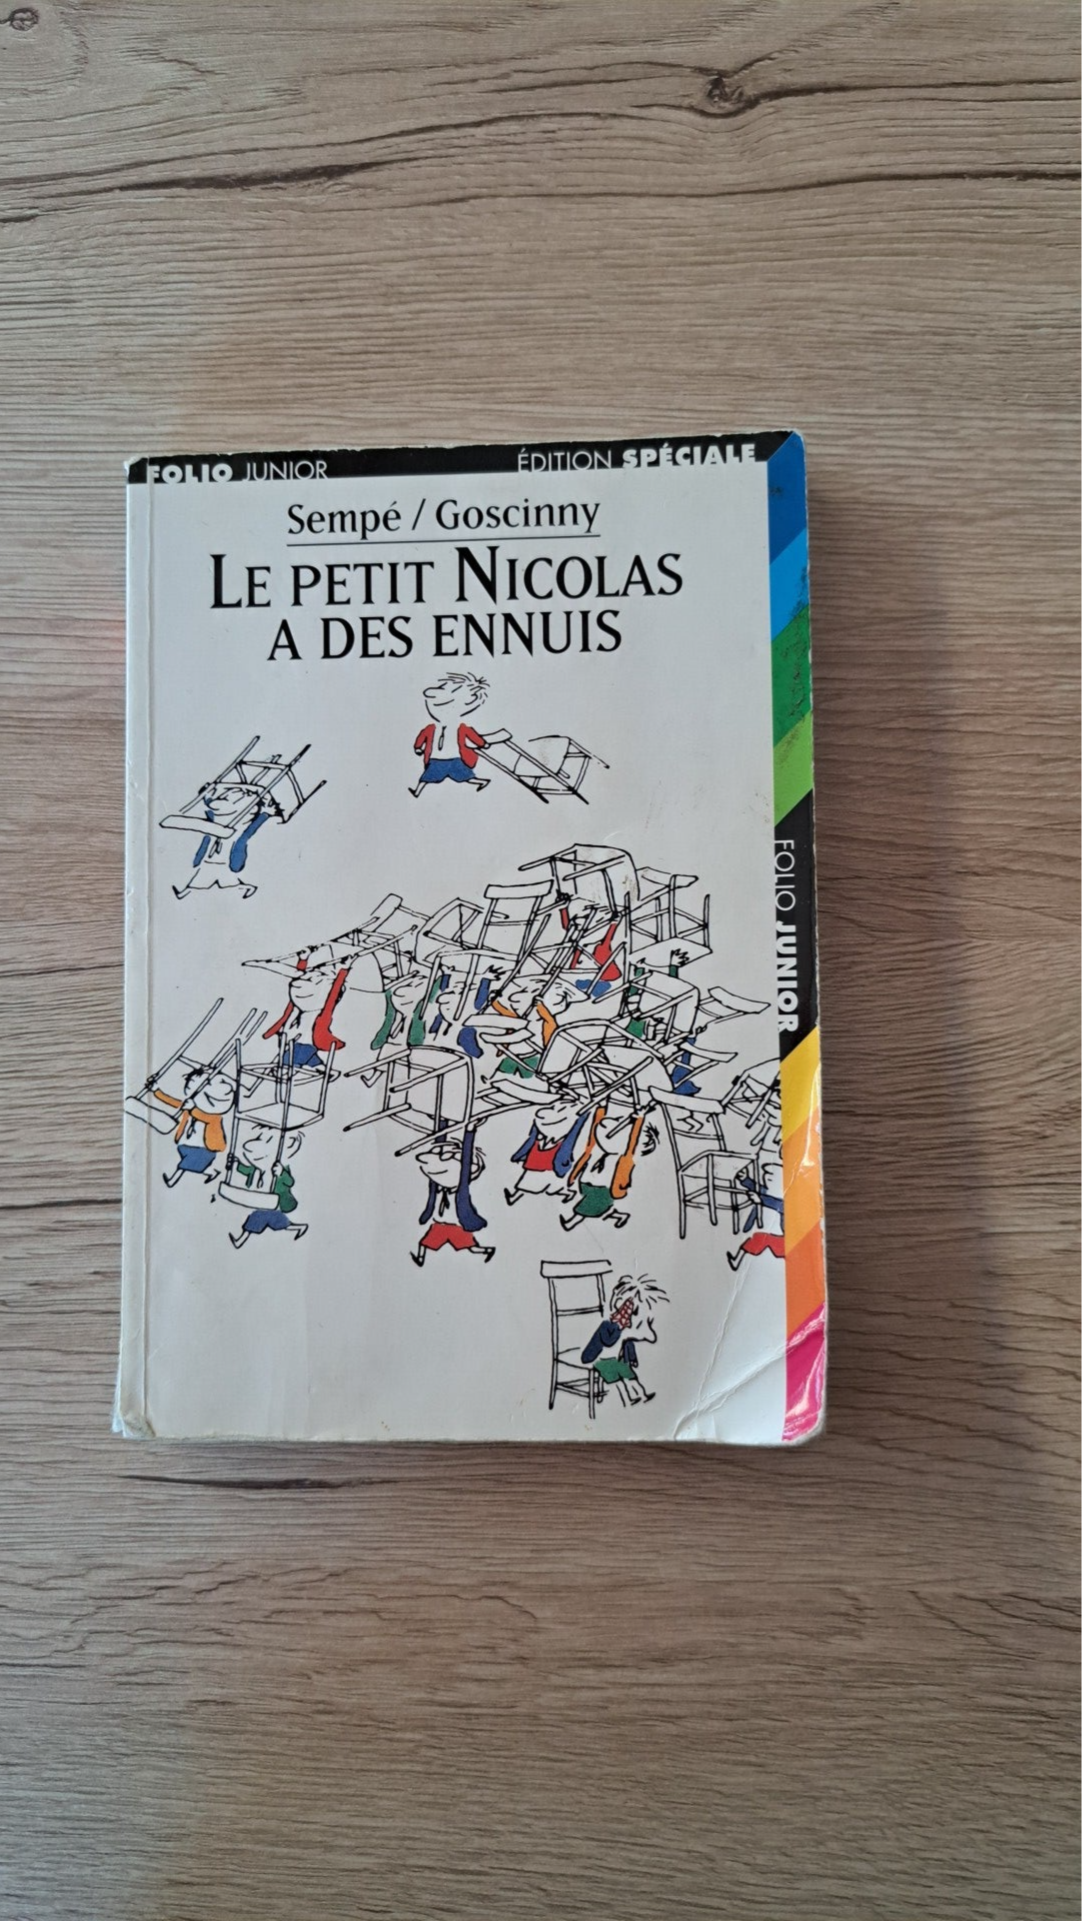 FOLIO JUNIOR
ÉDITION SPÉCIALE
Sempé / Goscinny
LE PETIT NICOLAS
A DES ENNUIS
FOLIO JUNIOR